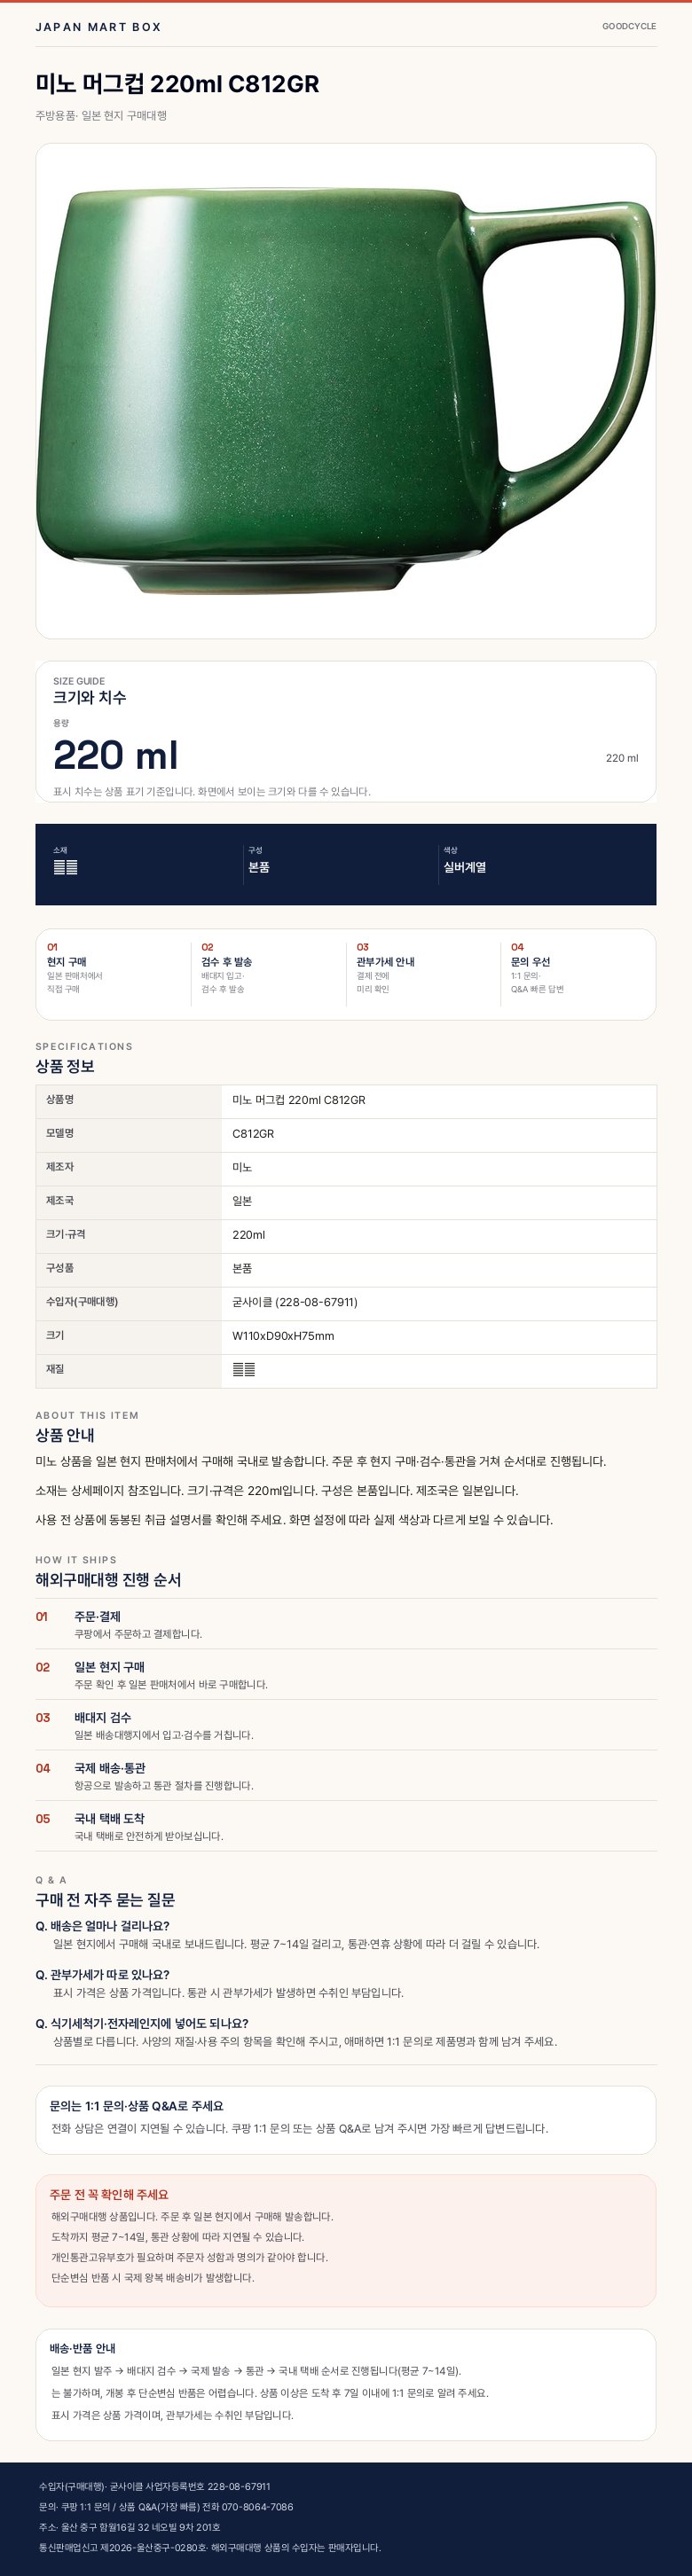 JAPAN MART BOX
GOODCYCLE
미노 머그컵 220ml C812GR
주방용품· 일본 현지 구매대행
SIZE GUIDE
크기와 치수
용량
220 ml
220 ml
표시 치수는 상품 표기 기준입니다. 화면에서 보이는 크기와 다를 수 있습니다.
소재
구성
본품
색상
실버계열
01
현지 구매
일본 판매처에서
직접 구매
02
검수 후 발송
배대지 입고·
검수 후 발송
03
관부가세 안내
결제 전에
미리 확인
04
문의 우선
1:1 문의·
Q&A 빠른 답변
SPECIFICATIONS
상품 정보
상품명 미노 머그컵 220ml C812GR
모델명 C812GR
제조자 미노
제조국 일본
크기·규격 220ml
구성품 본품
수입자(구매대행) 굳사이클 (228-08-67911)
크기 W110xD90xH75mm
재질
ABOUT THIS ITEM
상품 안내
미노 상품을 일본 현지 판매처에서 구매해 국내로 발송합니다. 주문 후 현지 구매·검수·통관을 거쳐 순서대로 진행됩니다.
소재는 상세페이지 참조입니다. 크기·규격은 220ml입니다. 구성은 본품입니다. 제조국은 일본입니다.
사용 전 상품에 동봉된 취급 설명서를 확인해 주세요. 화면 설정에 따라 실제 색상과 다르게 보일 수 있습니다.
HOW IT SHIPS
해외구매대행 진행 순서
01 주문·결제
쿠팡에서 주문하고 결제합니다.
02 일본 현지 구매
주문 확인 후 일본 판매처에서 바로 구매합니다.
03 배대지 검수
일본 배송대행지에서 입고·검수를 거칩니다.
04 국제 배송·통관
항공으로 발송하고 통관 절차를 진행합니다.
05 국내 택배 도착
국내 택배로 안전하게 받아보십니다.
Q & A
구매 전 자주 묻는 질문
Q. 배송은 얼마나 걸리나요?
일본 현지에서 구매해 국내로 보내드립니다. 평균 7~14일 걸리고, 통관·연휴 상황에 따라 더 걸릴 수 있습니다.
Q. 관부가세가 따로 있나요?
표시 가격은 상품 가격입니다. 통관 시 관부가세가 발생하면 수취인 부담입니다.
Q. 식기세척기·전자레인지에 넣어도 되나요?
상품별로 다릅니다. 사양의 재질·사용 주의 항목을 확인해 주시고, 애매하면 1:1 문의로 제품명과 함께 남겨 주세요.
문의는 1:1 문의·상품 Q&A로 주세요
전화 상담은 연결이 지연될 수 있습니다. 쿠팡 1:1 문의 또는 상품 Q&A로 남겨 주시면 가장 빠르게 답변드립니다.
주문 전 꼭 확인해 주세요
해외구매대행 상품입니다. 주문 후 일본 현지에서 구매해 발송합니다.
도착까지 평균 7~14일, 통관 상황에 따라 지연될 수 있습니다.
개인통관고유부호가 필요하며 주문자 성함과 명의가 같아야 합니다.
단순변심 반품 시 국제 왕복 배송비가 발생합니다.
배송·반품 안내
일본 현지 발주 → 배대지 검수 → 국제 발송 → 통관 → 국내 택배 순서로 진행됩니다(평균 7~14일).
는 불가하며, 개봉 후 단순변심 반품은 어렵습니다. 상품 이상은 도착 후 7일 이내에 1:1 문의로 알려 주세요.
표시 가격은 상품 가격이며, 관부가세는 수취인 부담입니다.
수입자(구매대행)· 굳사이클 사업자등록번호 228-08-67911
문의· 쿠팡 1:1 문의 / 상품 Q&A(가장 빠름) 전화 070-8064-7086
주소· 울산 중구 함월16길 32 네오빌 9차 201호
통신판매업신고 제2026-울산중구-0280호· 해외구매대행 상품의 수입자는 판매자입니다.